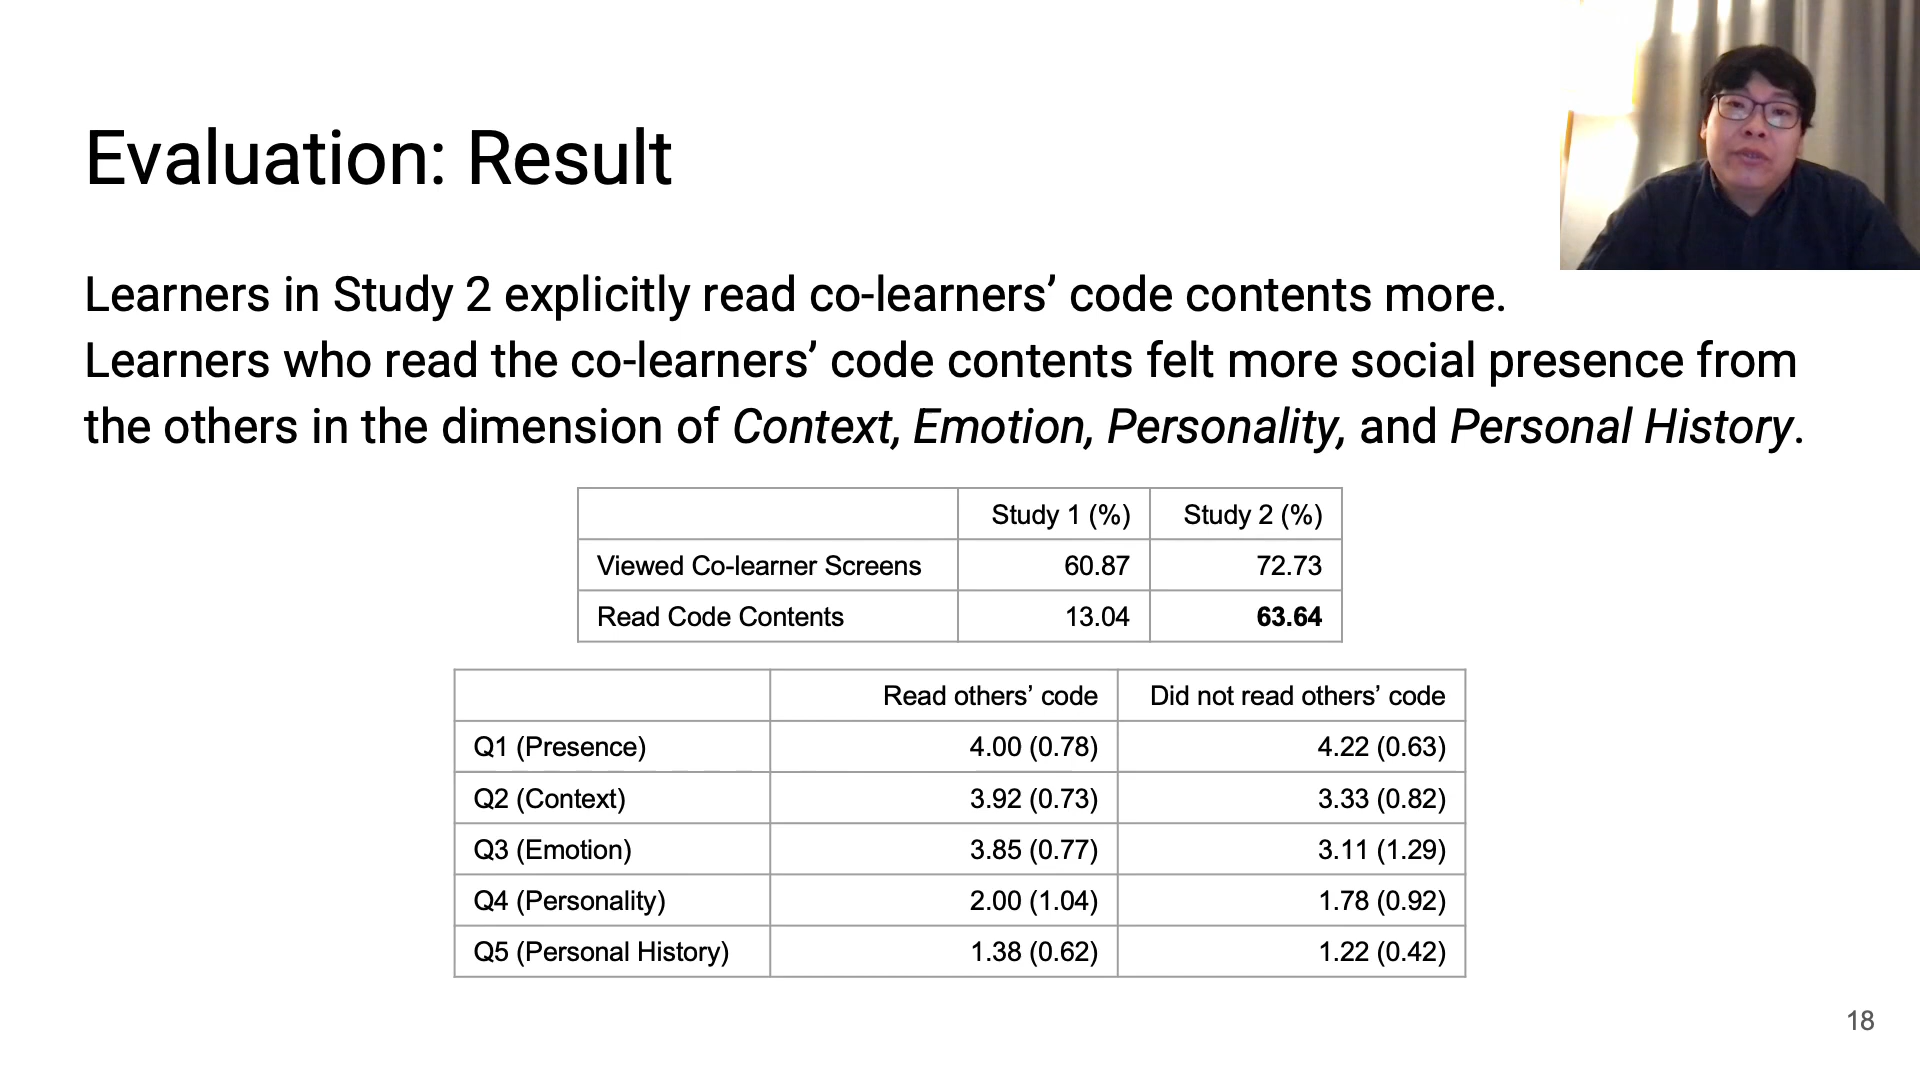 Evaluation: Result
Learners in Study 2 explicitly read co-learners’ code contents more.
Learners who read the co-learners’ code contents felt more social presence from
the others in the dimension of Context, Emotion, Personality, and Personal History.
Study 1 (%) Study 2 (%)
Viewed Co-learner Screens 60.87 72.73
Read Code Contents 13.04 63.64
Read others’ code Did not read others’ code
Q1 (Presence) 4.00 (0.78) 4.22 (0.63)
Q2 (Context) 3.92 (0.73) 3.33 (0.82)
Q3 (Emotion) 3.85 (0.77) 3.11 (1.29)
Q4 (Personality) 2.00 (1.04) 1.78 (0.92)
Q5 (Personal History) 1.38 (0.62) 1.22 (0.42)
18